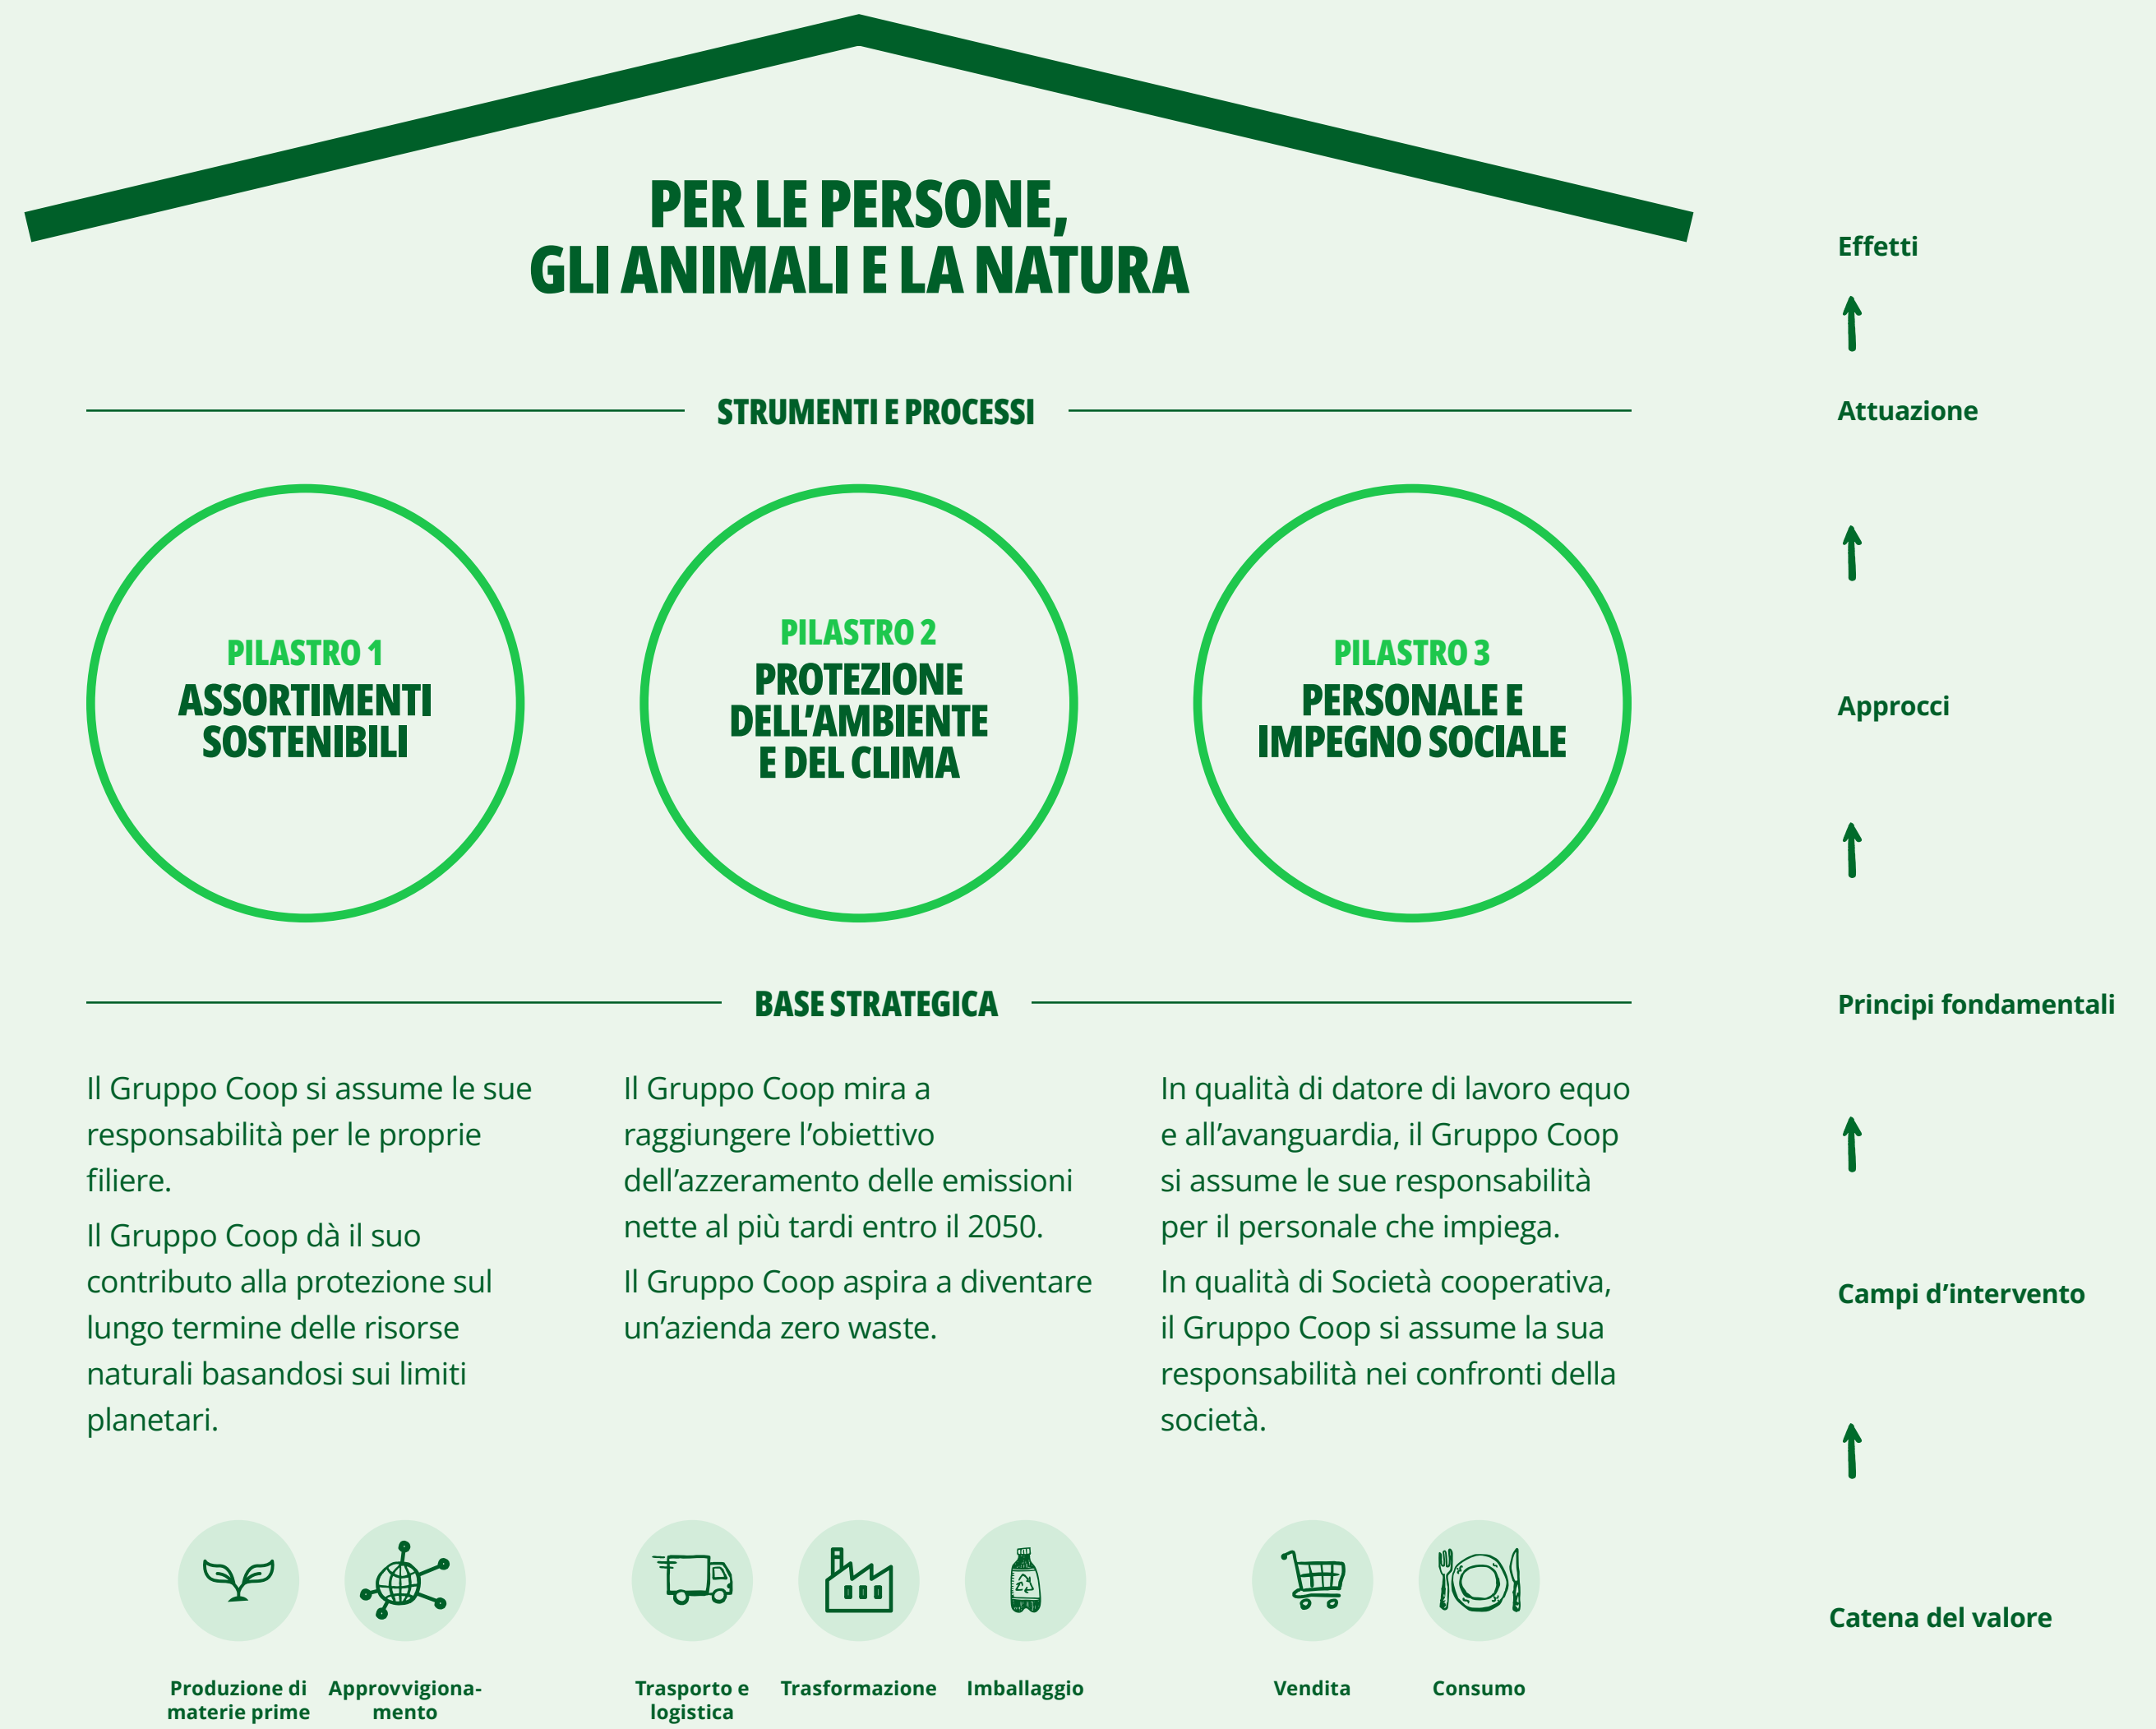 PER LE PERSONE,
GLI ANIMALI E LA NATURA
Effetti
STRUMENTI E PROCESSI
Attuazione
PILASTRO 1
ASSORTIMENTI
SOSTENIBILI
PILASTRO 2
PROTEZIONE
DELL’AMBIENTE
E DEL CLIMA
PILASTRO 3
PERSONALE E
IMPEGNO SOCIALE
Approcci
BASE STRATEGICA
Principi fondamentali
Il Gruppo Coop si assume le sue
responsabilità per le proprie
filiere.
Il Gruppo Coop dà il suo
contributo alla protezione sul
lungo termine delle risorse
naturali basandosi sui limiti
planetari.
Il Gruppo Coop mira a
raggiungere l’obiettivo
dell’azzeramento delle emissioni
nette al più tardi entro il 2050.
Il Gruppo Coop aspira a diventare
un’azienda zero waste.
In qualità di datore di lavoro equo
e all’avanguardia, il Gruppo Coop
si assume le sue responsabilità
per il personale che impiega.
In qualità di Società cooperativa,
il Gruppo Coop si assume la sua
responsabilità nei confronti della
società.
Campi d’intervento
Catena del valore
Produzione di
materie prime
Approvvigiona-
mento
Trasporto e
logistica
Trasformazione
Imballaggio
Vendita
Consumo